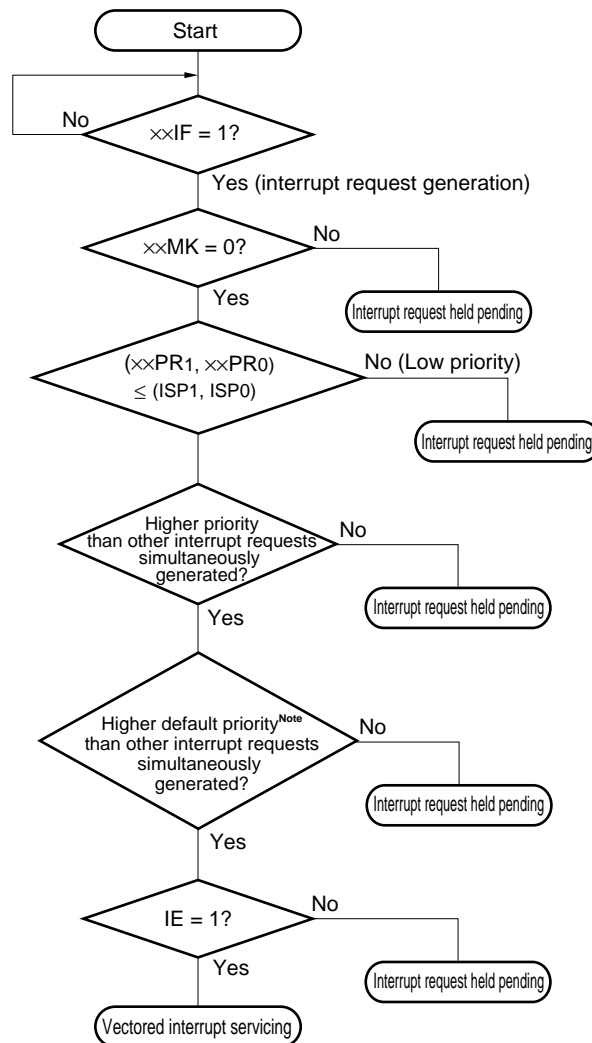 Start
No
××IF = 1?
Yes (interrupt request generation)
No
××MK = 0?
Yes
Interrupt request held pending
(××PR1, ××PR0)
≤ (ISP1, ISP0)
No (Low priority)
Interrupt request held pending
Higher priority
than other interrupt requests
simultaneously
generated?
No
Interrupt request held pending
Yes
Higher default priorityNote
than other interrupt requests
simultaneously
generated?
No
Interrupt request held pending
Yes
IE = 1?
No
Yes
Interrupt request held pending
Vectored interrupt servicing